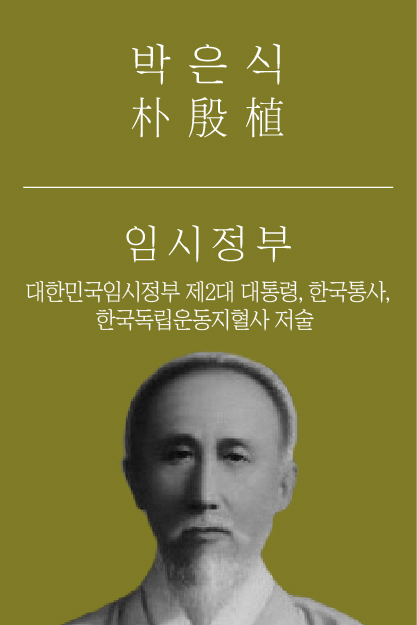 박은식
朴殷植
임시정부
대한민국임시정부 제2대 대통령, 한국통사,
한국독립운동지혈사 저술